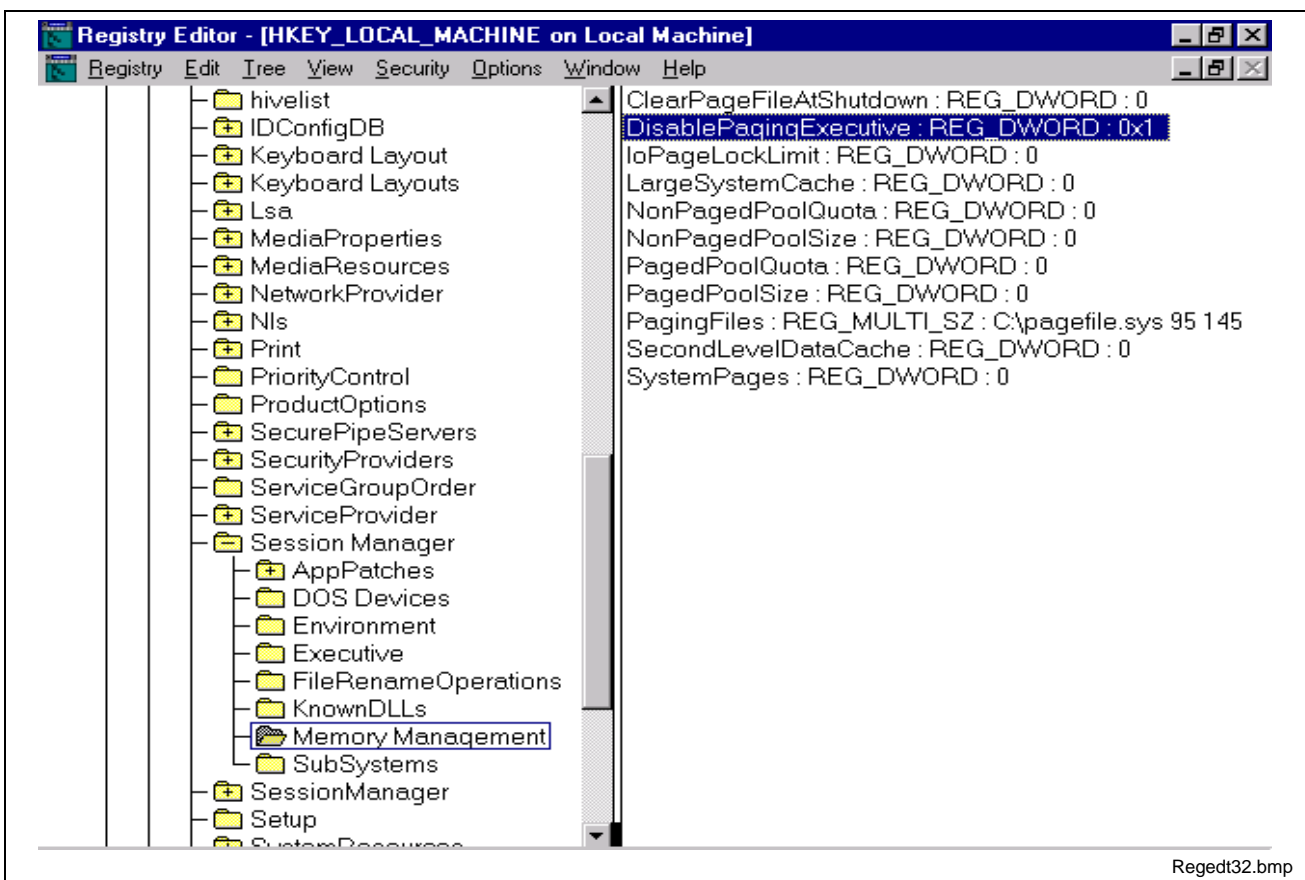 Registry Editor - [HKEY_LOCAL_MACHINE on Local Machine]
Registry Edit Tree View Security Options Window Help
hivelist
IDConfigDB
Keyboard Layout
Keyboard Layouts
Lsa
MediaProperties
MediaResources
NetworkProvider
Nls
Print
PriorityControl
ProductOptions
SecurePipeServers
SecurityProviders
ServiceGroupOrder
ServiceProvider
Session Manager
AppPatches
DOS Devices
Environment
Executive
FileRenameOperations
KnownDLLs
Memory Management
SubSystems
SessionManager
Setup
SystemResources
ClearPageFileAtShutdown : REG_DWORD : 0
DisablePagingExecutive : REG_DWORD : 0x1
IoPageLockLimit : REG_DWORD : 0
LargeSystemCache : REG_DWORD : 0
NonPagedPoolQuota : REG_DWORD : 0
NonPagedPoolSize : REG_DWORD : 0
PagedPoolQuota : REG_DWORD : 0
PagedPoolSize : REG_DWORD : 0
PagingFiles : REG_MULTI_SZ : C:\pagefile.sys 95 145
SecondLevelDataCache : REG_DWORD : 0
SystemPages : REG_DWORD : 0
Regedt32.bmp